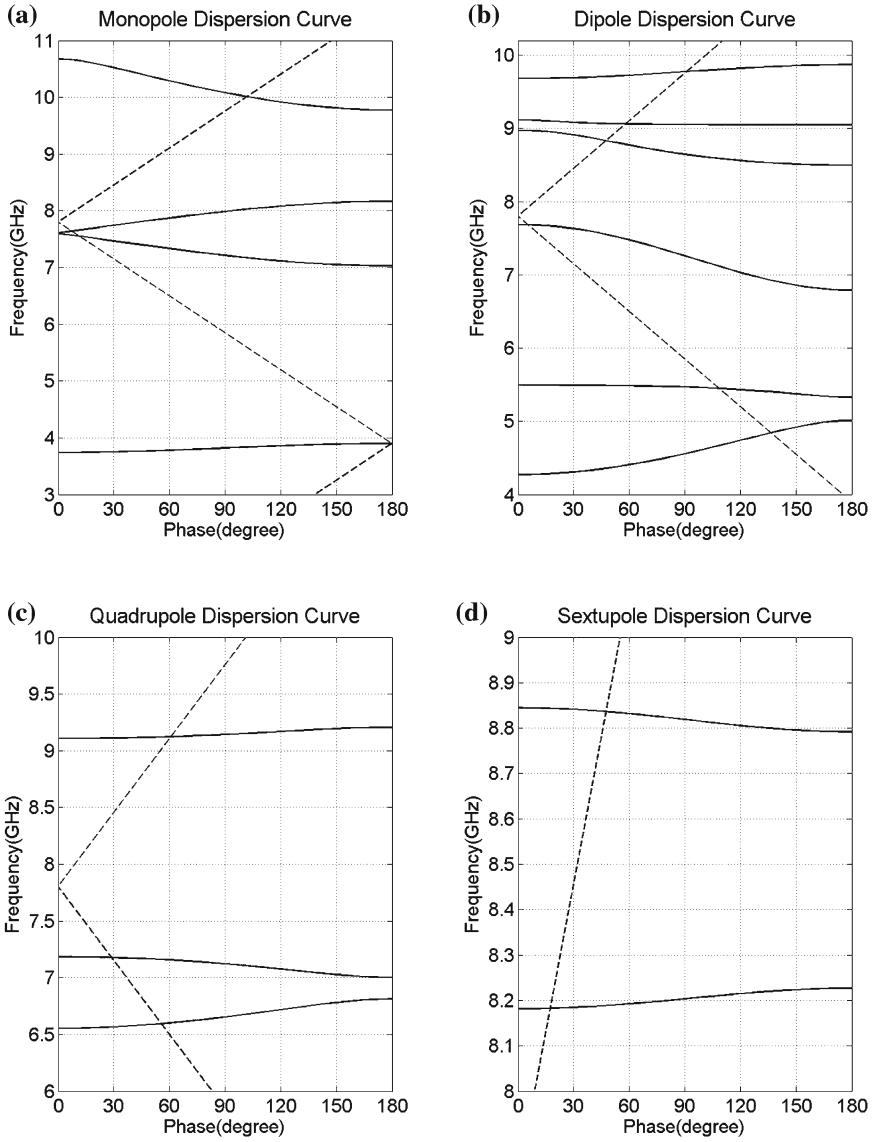 (a) Monopole Dispersion Curve
11
10
9
8
7
6
5
4
3
Frequency(GHz)
0 30 60 90 120 150 180
Phase(degree)
(b) Dipole Dispersion Curve
10
9
8
7
6
5
4
Frequency(GHz)
0 30 60 90 120 150 180
Phase(degree)
(c) Quadrupole Dispersion Curve
10
9.5
9
8.5
8
7.5
7
6.5
6
Frequency(GHz)
0 30 60 90 120 150 180
Phase(degree)
(d) Sextupole Dispersion Curve
9
8.9
8.8
8.7
8.6
8.5
8.4
8.3
8.2
8.1
8
Frequency(GHz)
0 30 60 90 120 150 180
Phase(degree)